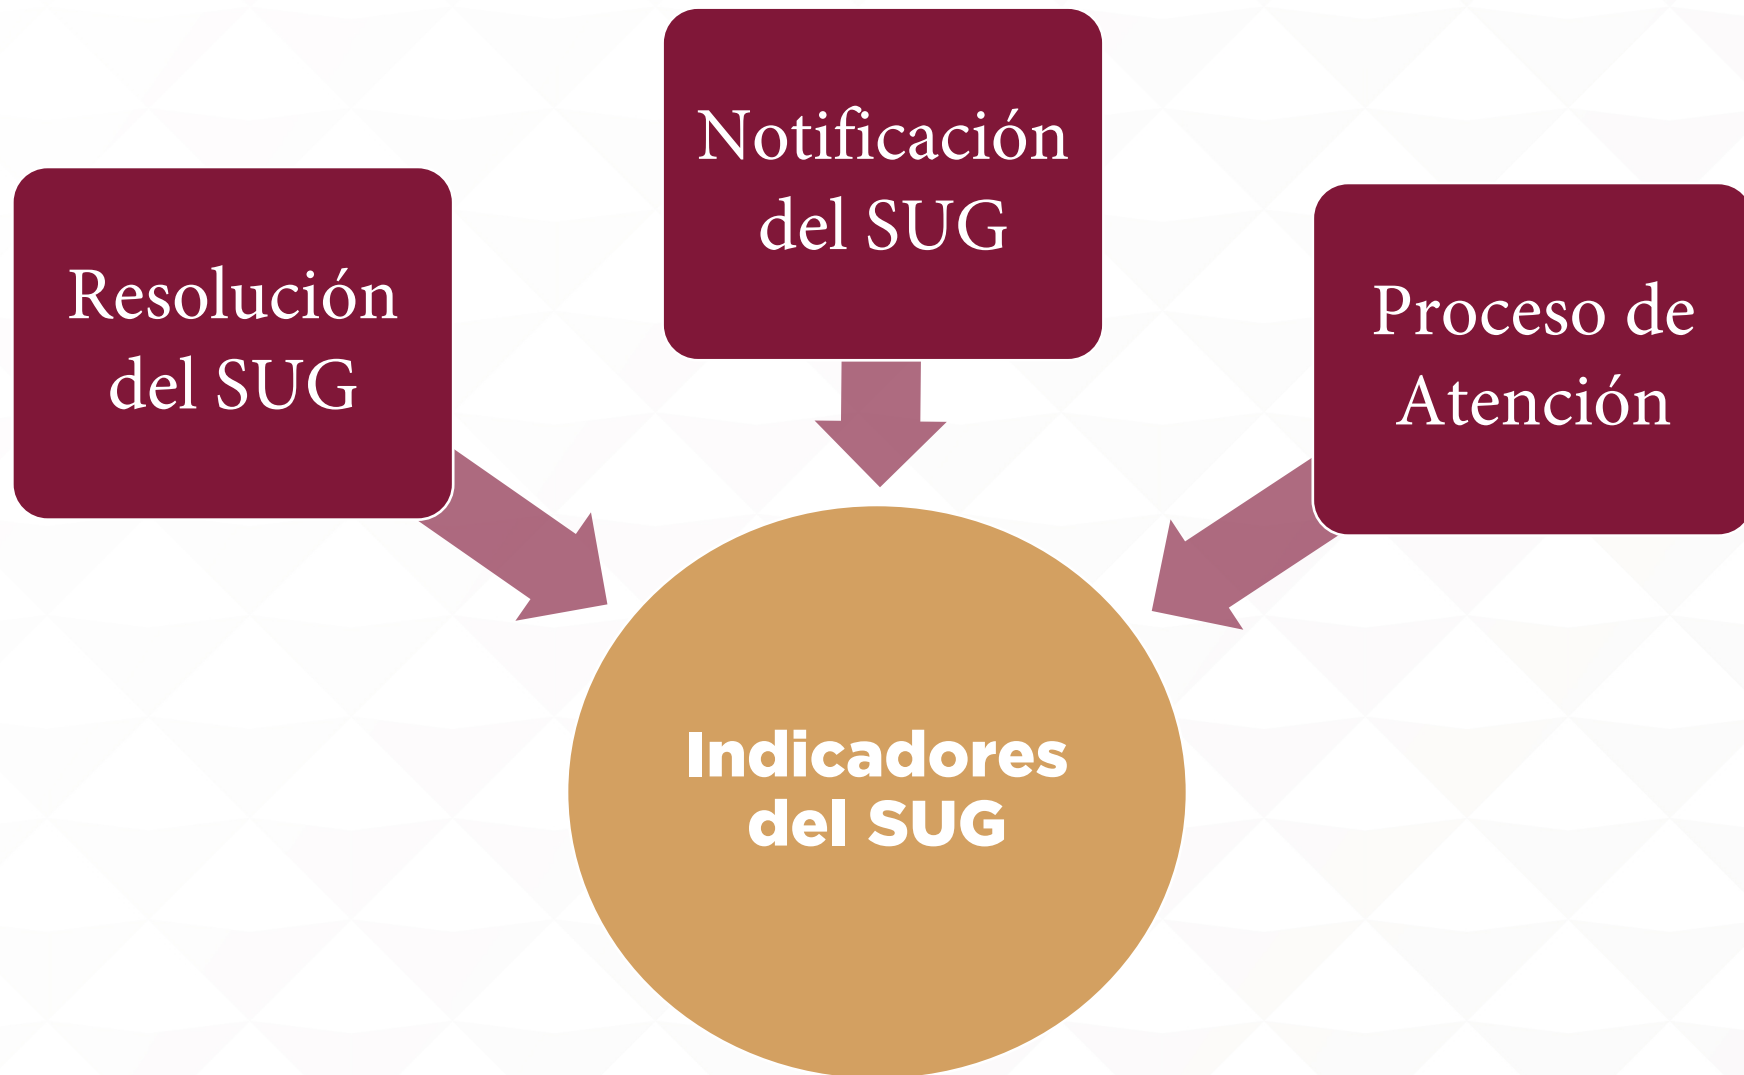 Resolución
del SUG
Notificación
del SUG
Proceso de
Atención
Indicadores
del SUG